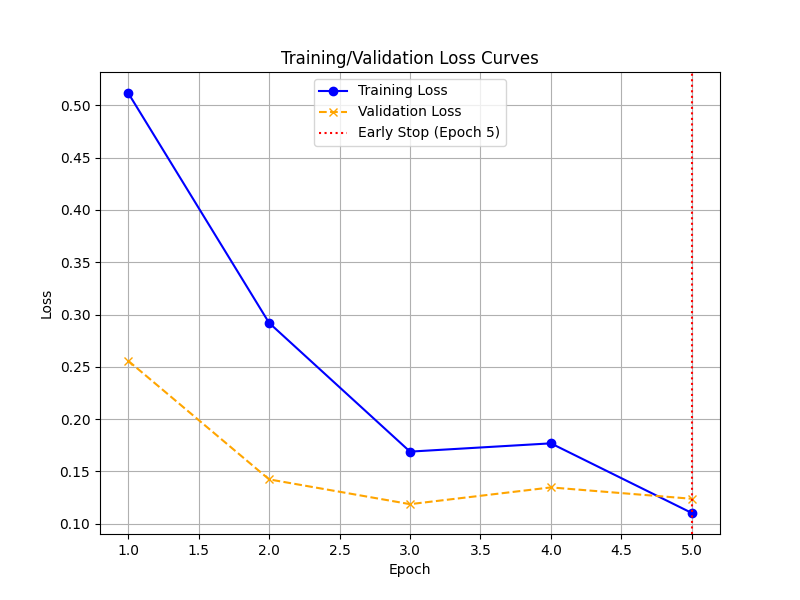 Training/Validation Loss Curves
Training Loss
Validation Loss
Early Stop (Epoch 5)
0.50
0.45
0.40
0.35
0.30
0.25
0.20
0.15
0.10
Loss
1.0 1.5 2.0 2.5 3.0 3.5 4.0 4.5 5.0
Epoch